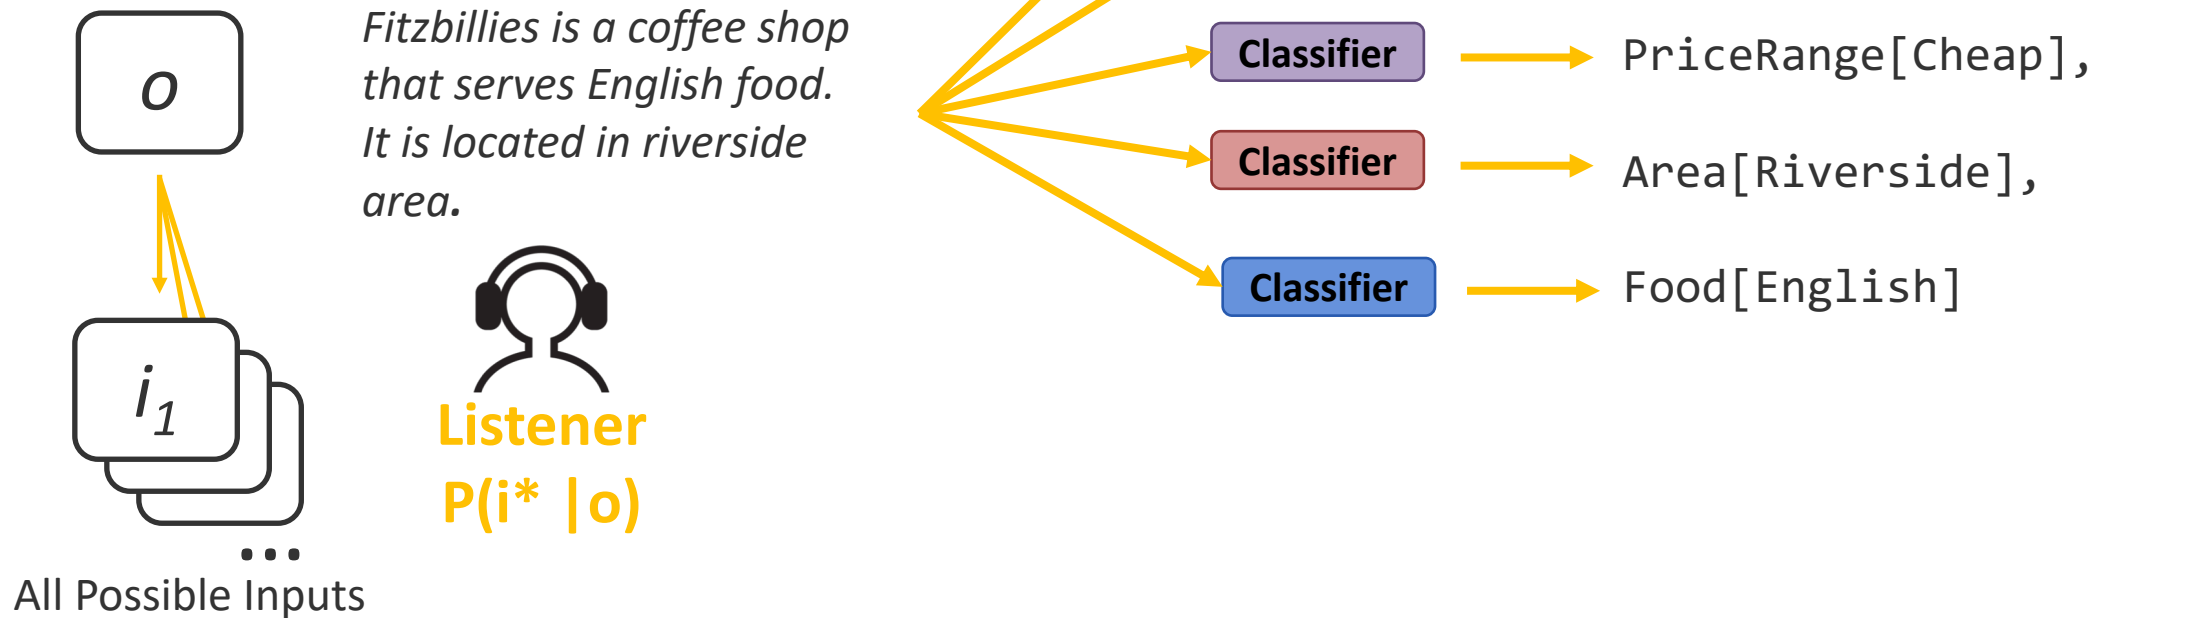 o
Fitzbillies is a coffee shop
that serves English food.
It is located in riverside
area.
Classifier
PriceRange[Cheap],
Classifier
Area[Riverside],
Classifier
Food[English]
i1
Listener
P(i* |o)
...
All Possible Inputs